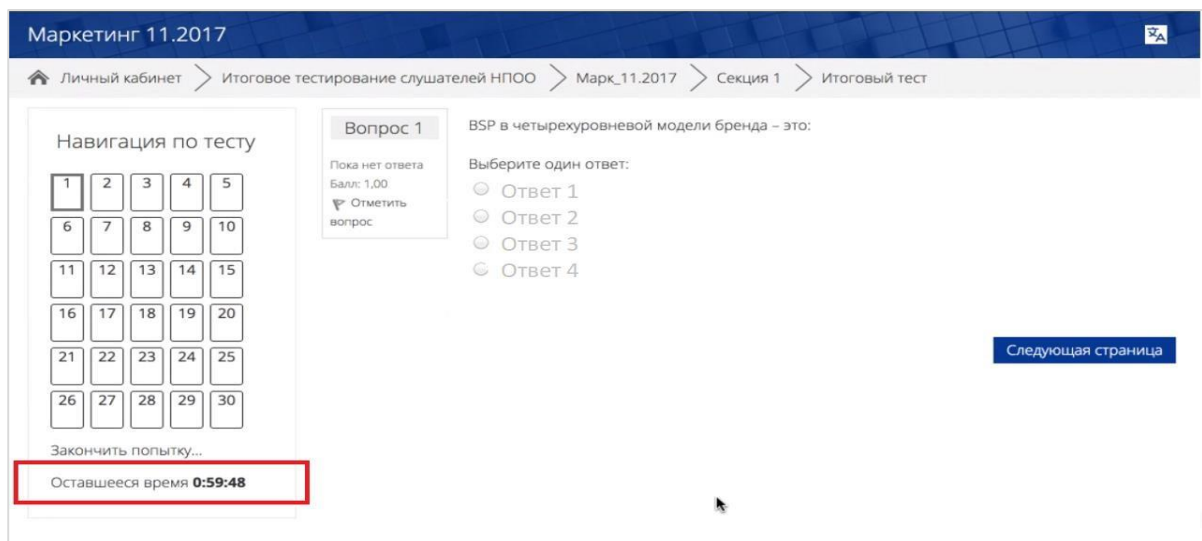 Маркетинг 11.2017
Личный кабинет
Итоговое тестирование слушателей НПОО
Марк_11.2017
Секция 1
Итоговый тест
Навигация по тесту
1 2 3 4 5
6 7 8 9 10
11 12 13 14 15
16 17 18 19 20
21 22 23 24 25
26 27 28 29 30
Закончить попытку...
Оставшееся время 0:59:48
Вопрос 1
Пока нет ответа
Балл: 1,00
Отметить
вопрос
BSP в четырехуровневой модели бренда – это:
Выберите один ответ:
Ответ 1
Ответ 2
Ответ 3
Ответ 4
Следующая страница